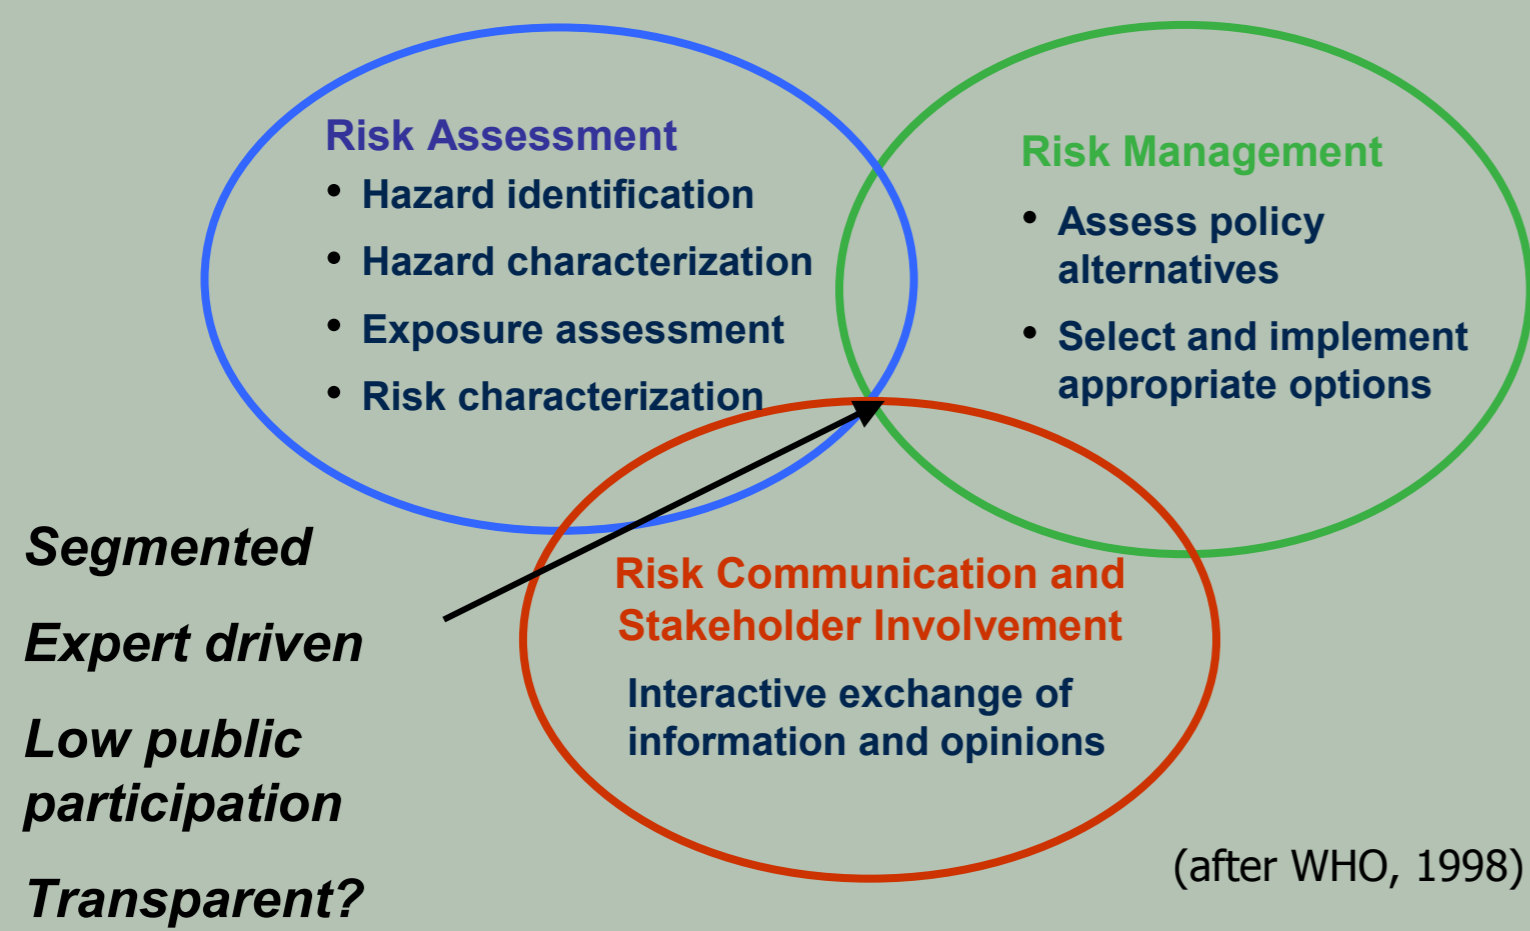 Risk Assessment
• Hazard identification
• Hazard characterization
• Exposure assessment
• Risk characterization
Risk Management
• Assess policy
alternatives
• Select and implement
appropriate options
Segmented
Expert driven
Low public
participation
Transparent?
Risk Communication and
Stakeholder Involvement
Interactive exchange of
information and opinions
(after WHO, 1998)